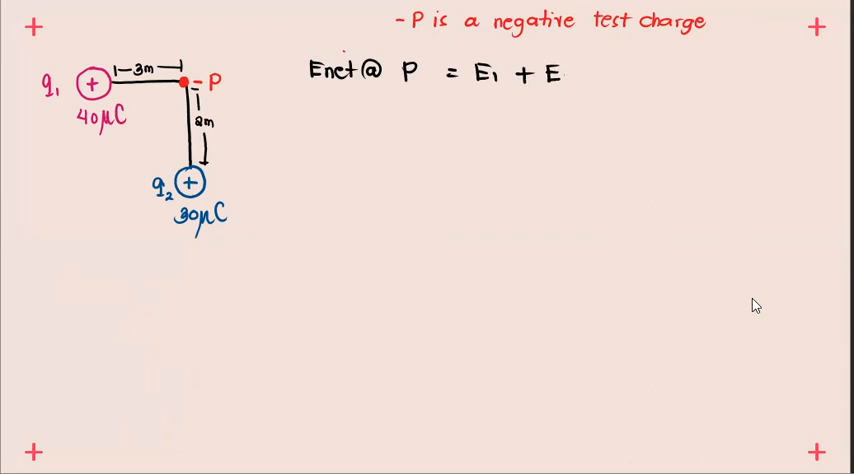 - P is a negative test charge
Enet @ P = E₁ + E
q₁ + 3m - P
40μC
2m
q₂ +
30μC